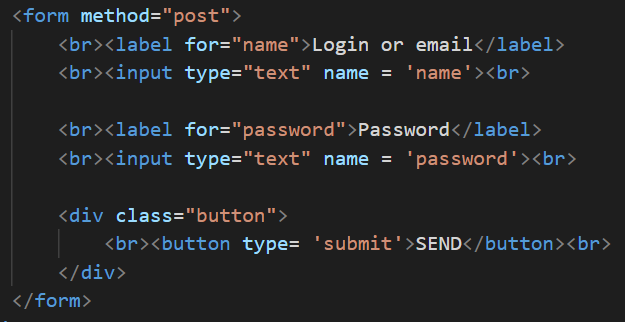 <form method="post">
<br><label for="name">Login or email</label>
<br><input type="text" name = 'name'><br>
<br><label for="password">Password</label>
<br><input type="text" name = 'password'><br>
<div class="button">
<br><button type= 'submit'>SEND</button><br>
</div>
</form>